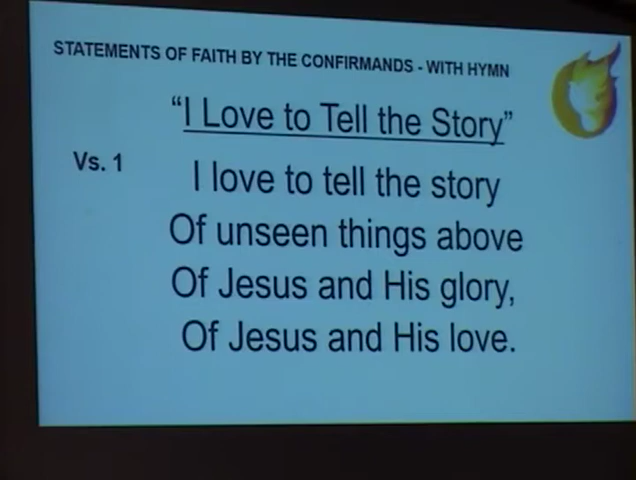 STATEMENTS OF FAITH BY THE CONFIRMANDS - WITH HYMN
"I Love to Tell the Story"
Vs. 1
I love to tell the story
Of unseen things above
Of Jesus and His glory,
Of Jesus and His love.